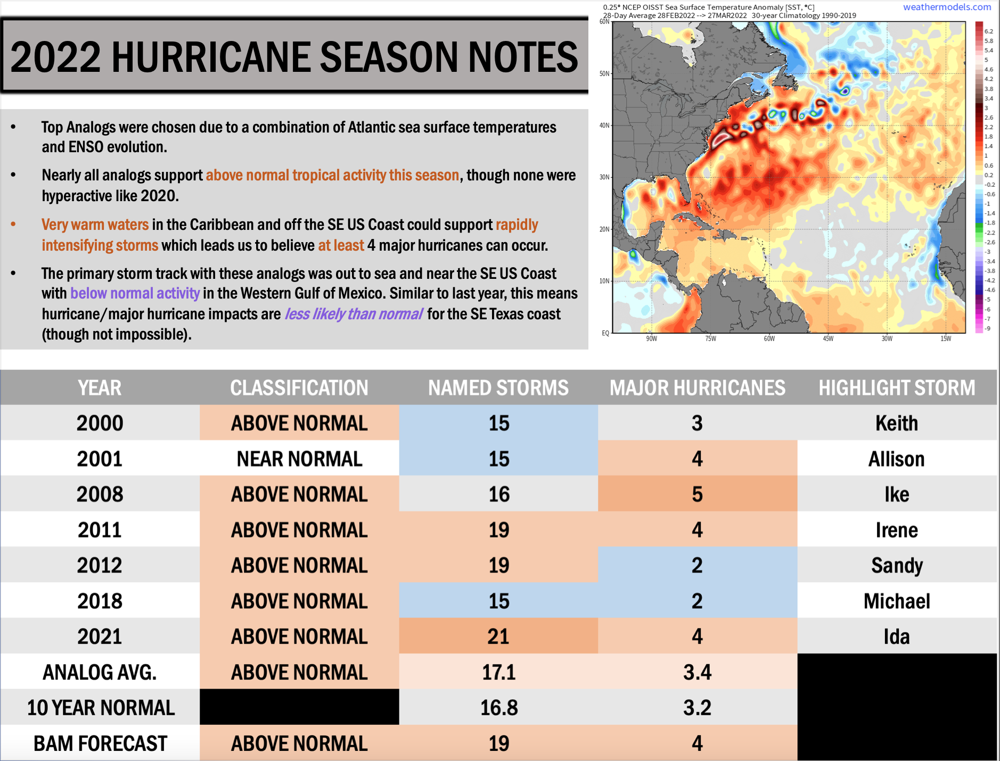 0.25° NCEP OISST Sea Surface Temperature Anomaly [SST, °C]
weathermodels.com
28-Day Average 28FEB2022 --> 27MAR2022 30-year Climatology 1990-2019
2022 HURRICANE SEASON NOTES
• Top Analogs were chosen due to a combination of Atlantic sea surface temperatures
and ENSO evolution.
• Nearly all analogs support above normal tropical activity this season, though none were
hyperactive like 2020.
• Very warm waters in the Caribbean and off the SE US Coast could support rapidly
intensifying storms which leads us to believe at least 4 major hurricanes can occur.
• The primary storm track with these analogs was out to sea and near the SE US Coast
with below normal activity in the Western Gulf of Mexico. Similar to last year, this means
hurricane/major hurricane impacts are less likely than normal for the SE Texas coast
(though not impossible).
60N
50N
40N
30N
20N
10N
EQ
90W 75W 60W 45W 30W 15W
6.2
5.8
5.4
5
4.6
4.2
3.8
3.4
3
2.6
2.2
1.8
1.4
1
0.6
0.2
-0.2
-0.6
-1
-1.4
-1.8
-2.2
-2.6
-3
-3.4
-3.8
-4.2
-4.6
-5
-6
-7
-9
YEAR CLASSIFICATION NAMED STORMS MAJOR HURRICANES HIGHLIGHT STORM
2000 ABOVE NORMAL 15 3 Keith
2001 NEAR NORMAL 15 4 Allison
2008 ABOVE NORMAL 16 5 Ike
2011 ABOVE NORMAL 19 4 Irene
2012 ABOVE NORMAL 19 2 Sandy
2018 ABOVE NORMAL 15 2 Michael
2021 ABOVE NORMAL 21 4 Ida
ANALOG AVG. ABOVE NORMAL 17.1 3.4
10 YEAR NORMAL 16.8 3.2
BAM FORECAST ABOVE NORMAL 19 4